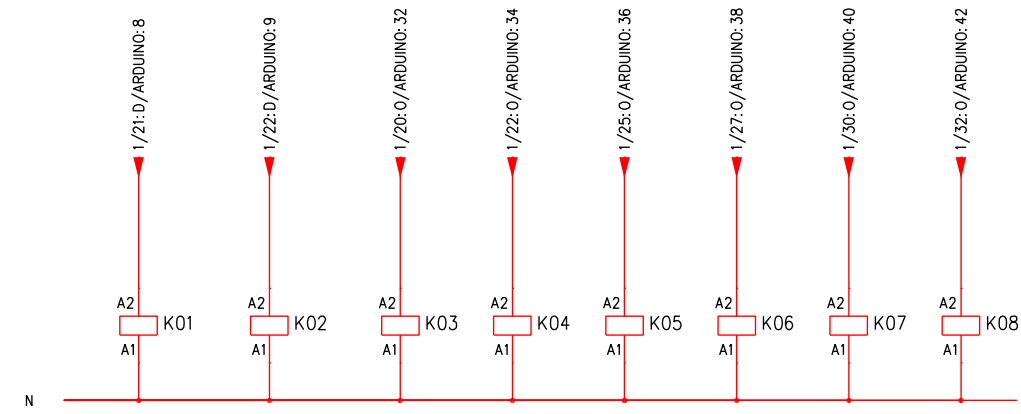 1/21:D/ARDUINO:8
1/22:D/ARDUINO:9
1/20:O/ARDUINO:32
1/22:O/ARDUINO:34
1/25:O/ARDUINO:36
1/27:O/ARDUINO:38
1/30:O/ARDUINO:40
1/32:O/ARDUINO:42
A2 A2 A2 A2 A2 A2 A2 A2
K01 K02 K03 K04 K05 K06 K07 K08
A1 A1 A1 A1 A1 A1 A1 A1
N